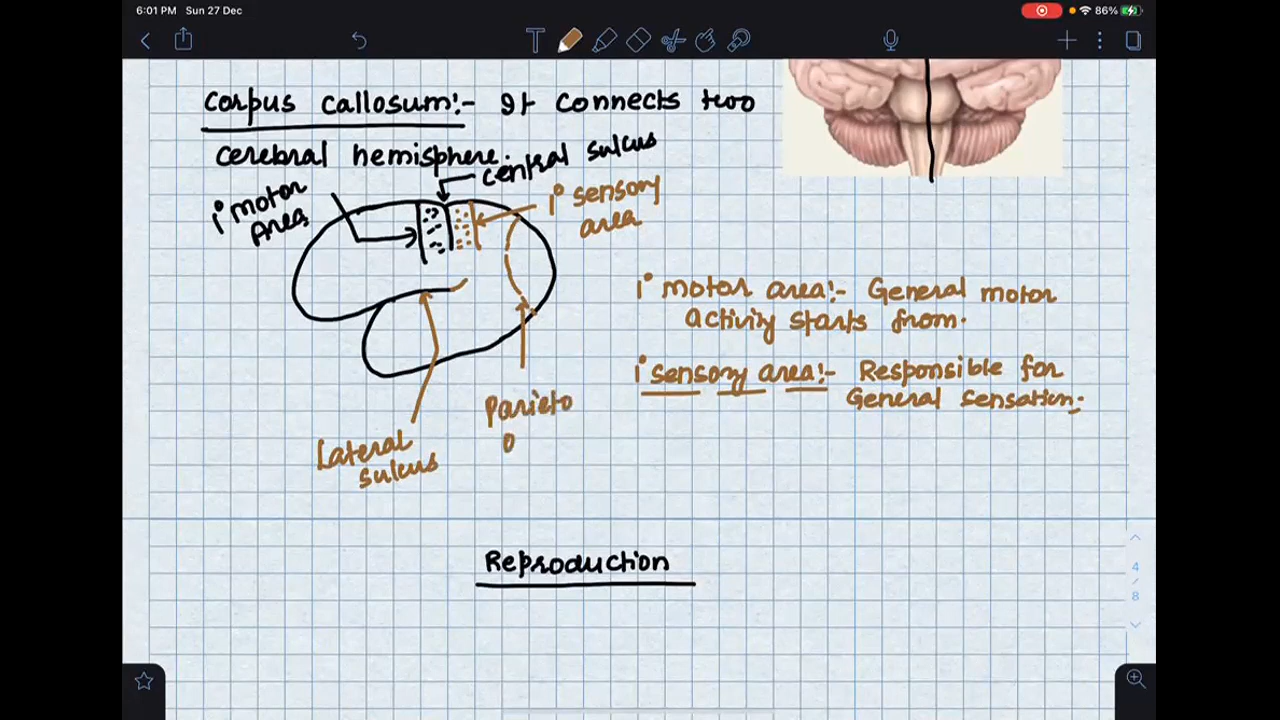 6:01 PM Sun 27 Dec
86%
Corpus callosum:- It connects two
cerebral hemisphere.
central sulcus
1° motor
Area
1° sensory
area
1° motor area:- General motor
activity starts from.
1° sensory area:- Responsible for
General sensation.
Parieto
o
Lateral
sulcus
Reproduction
4
/
8